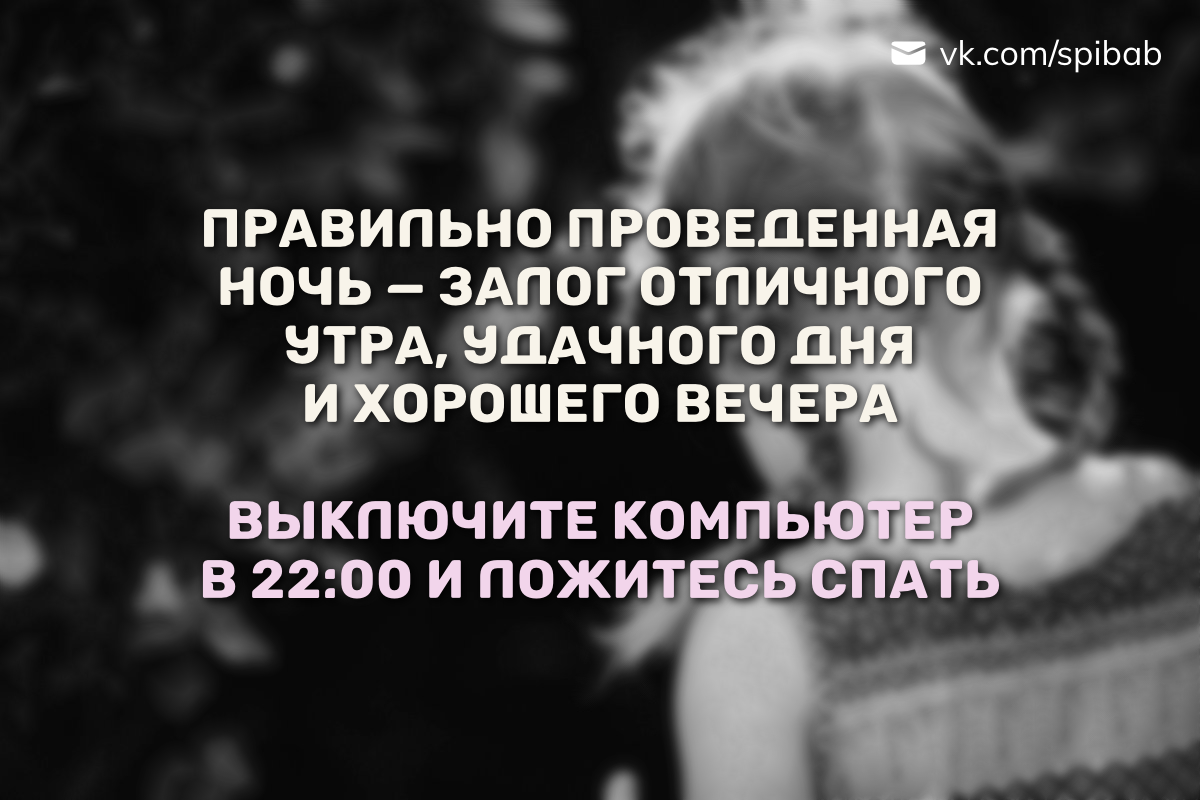 vk.com/spibab
ПРАВИЛЬНО ПРОВЕДЕННАЯ
НОЧЬ — ЗАЛОГ ОТЛИЧНОГО
УТРА, УДАЧНОГО ДНЯ
И ХОРОШЕГО ВЕЧЕРА
ВЫКЛЮЧИТЕ КОМПЬЮТЕР
В 22:00 И ЛОЖИТЕСЬ СПАТЬ